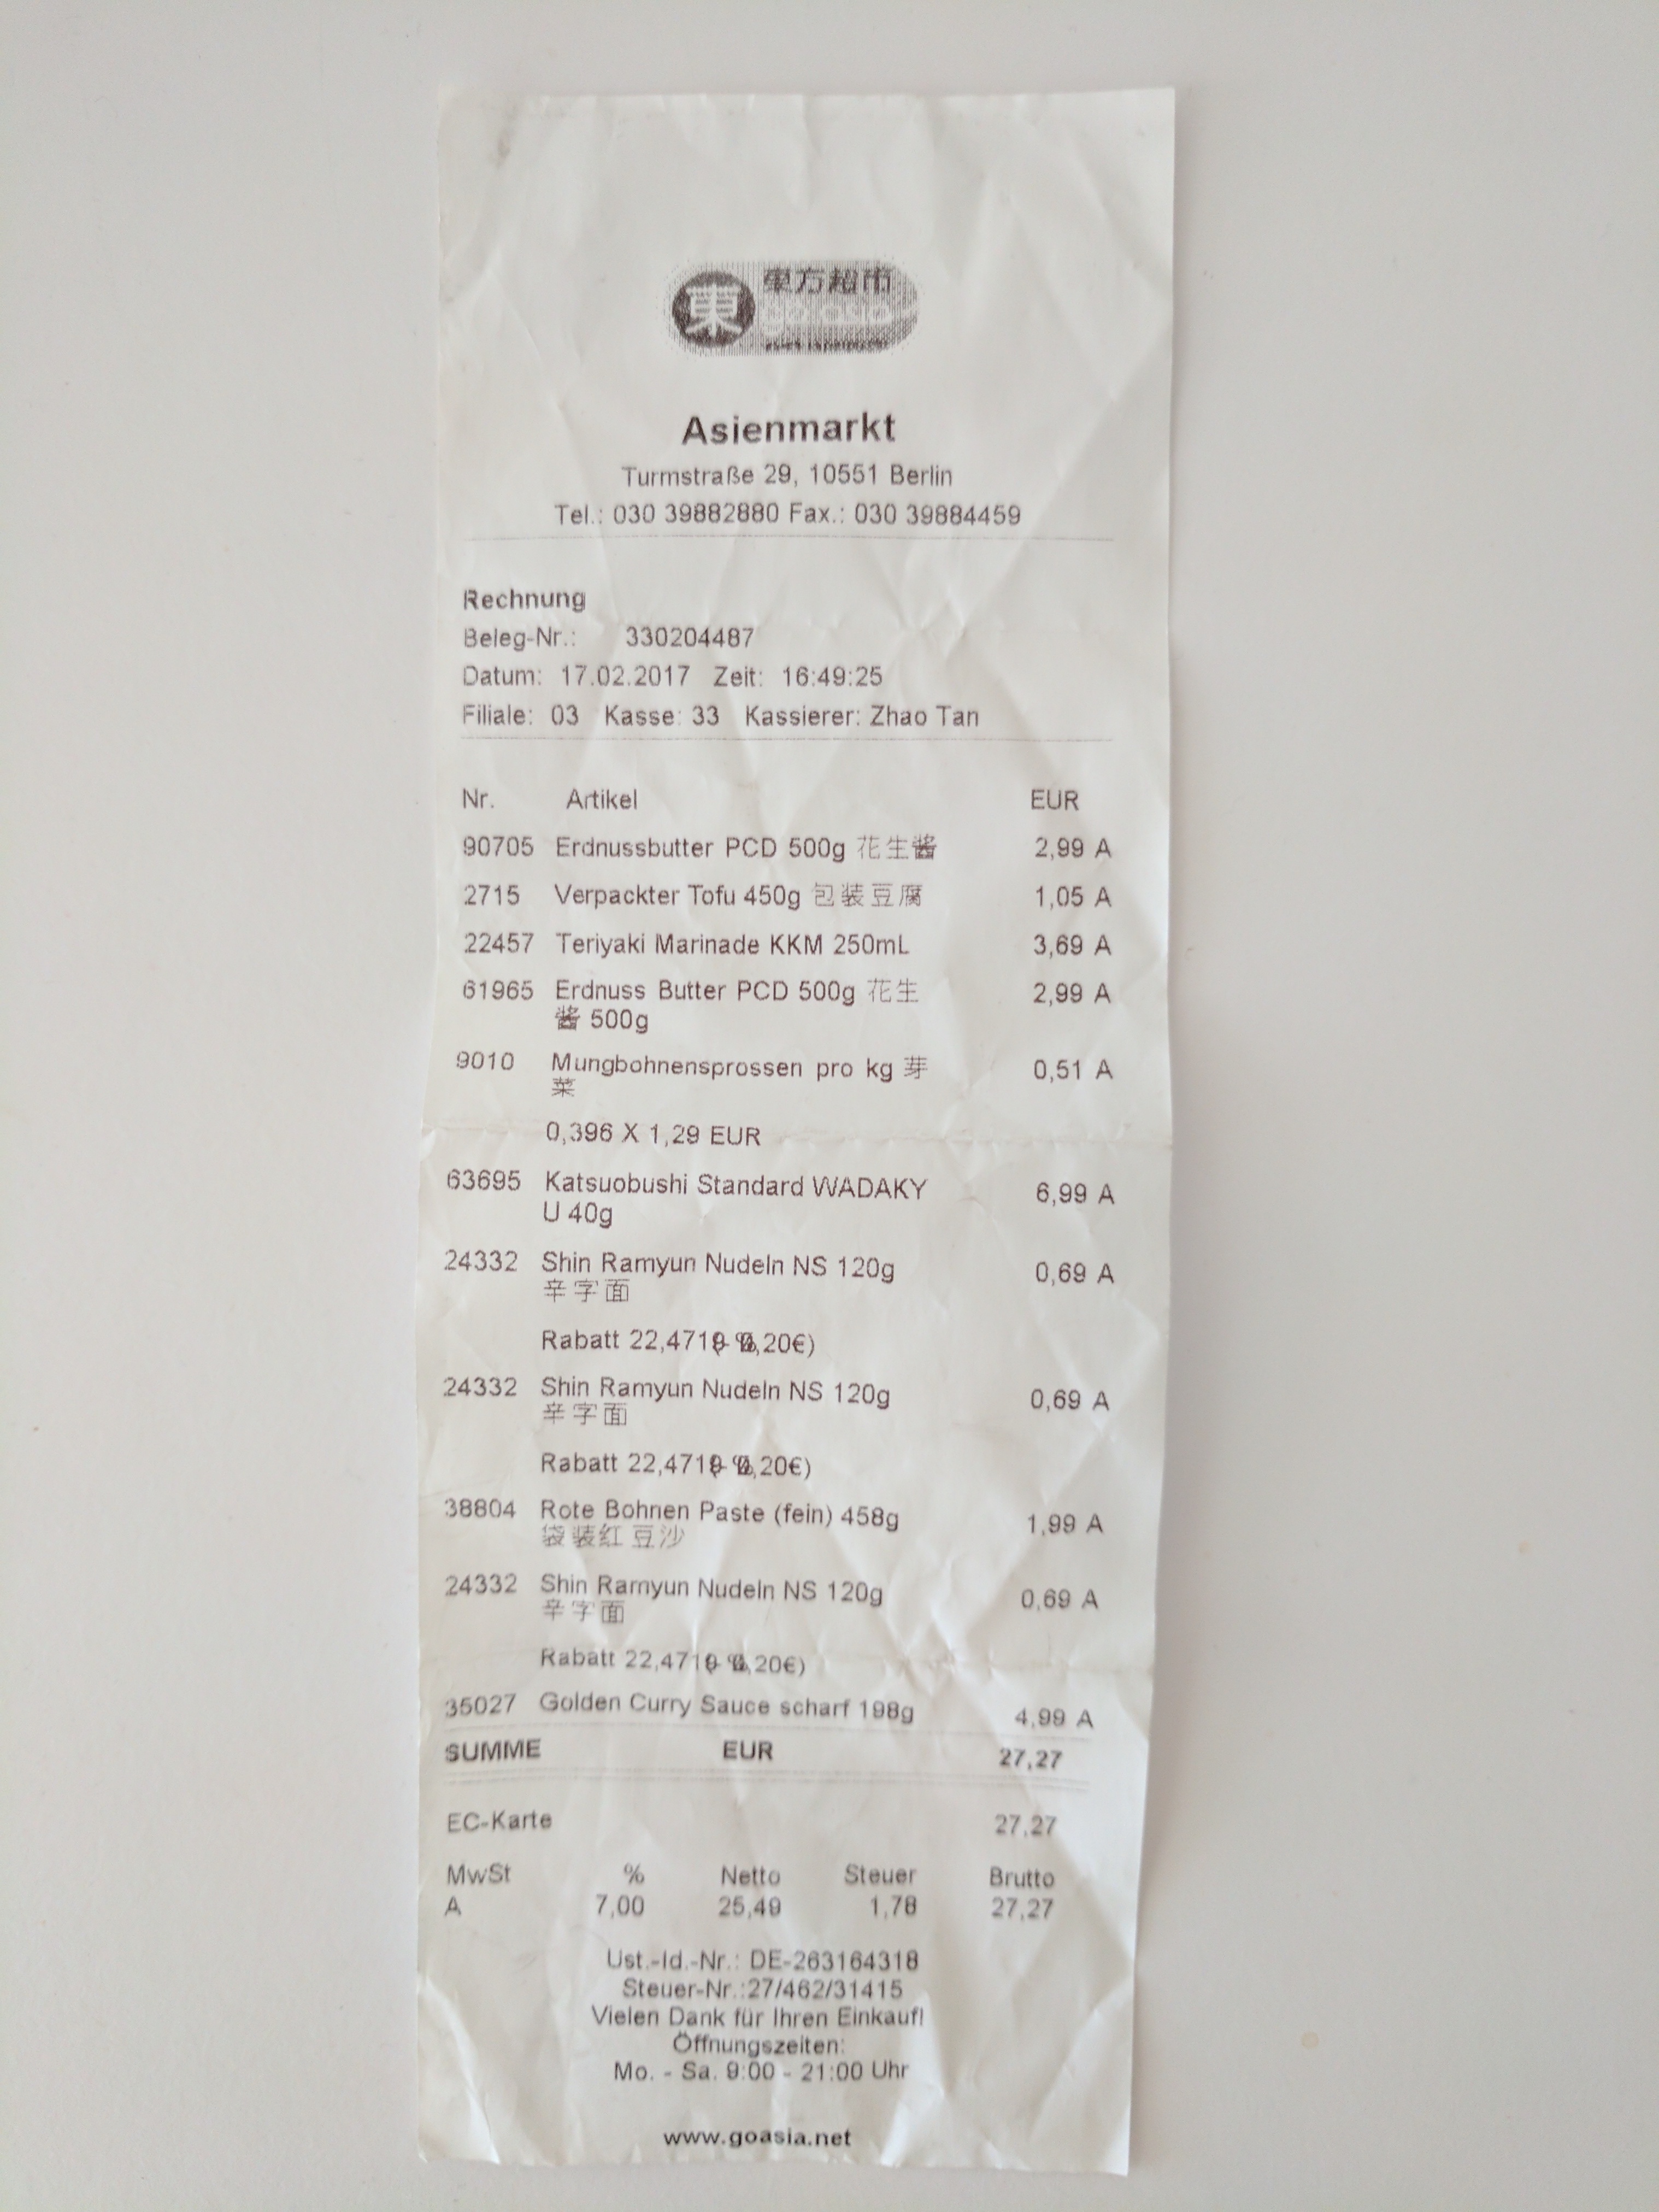 東
東方超市
go asia
Asienmarkt
Turmstraße 29, 10551 Berlin
Tel.: 030 39882880 Fax.: 030 39884459
Rechnung
Beleg-Nr.: 330204487
Datum: 17.02.2017 Zeit: 16:49:25
Filiale: 03 Kasse: 33 Kassierer: Zhao Tan
Nr. Artikel EUR
90705 Erdnussbutter PCD 500g 花生酱 2,99 A
2715 Verpackter Tofu 450g 包装豆腐 1,05 A
22457 Teriyaki Marinade KKM 250mL 3,69 A
61965 Erdnuss Butter PCD 500g 花生 2,99 A
酱 500g
9010 Mungbohnensprossen pro kg 芽 0,51 A
菜
0,396 X 1,29 EUR
63695 Katsuobushi Standard WADAKY 6,99 A
U 40g
24332 Shin Ramyun Nudeln NS 120g 0,69 A
辛字面
Rabatt 22,471 ,20€)
24332 Shin Ramyun Nudeln NS 120g 0,69 A
辛字面
Rabatt 22,471 ,20€)
38804 Rote Bohnen Paste (fein) 458g 1,99 A
袋装红豆沙
24332 Shin Ramyun Nudeln NS 120g 0,69 A
辛字面
Rabatt 22,471 ,20€)
35027 Golden Curry Sauce scharf 198g 4,99 A
SUMME EUR 27,27
EC-Karte 27,27
MwSt % Netto Steuer Brutto
A 7,00 25,49 1,78 27,27
Ust.-Id.-Nr.: DE-263164318
Steuer-Nr.:27/462/31415
Vielen Dank für Ihren Einkauf!
Öffnungszeiten:
Mo. - Sa. 9:00 - 21:00 Uhr
www.goasia.net